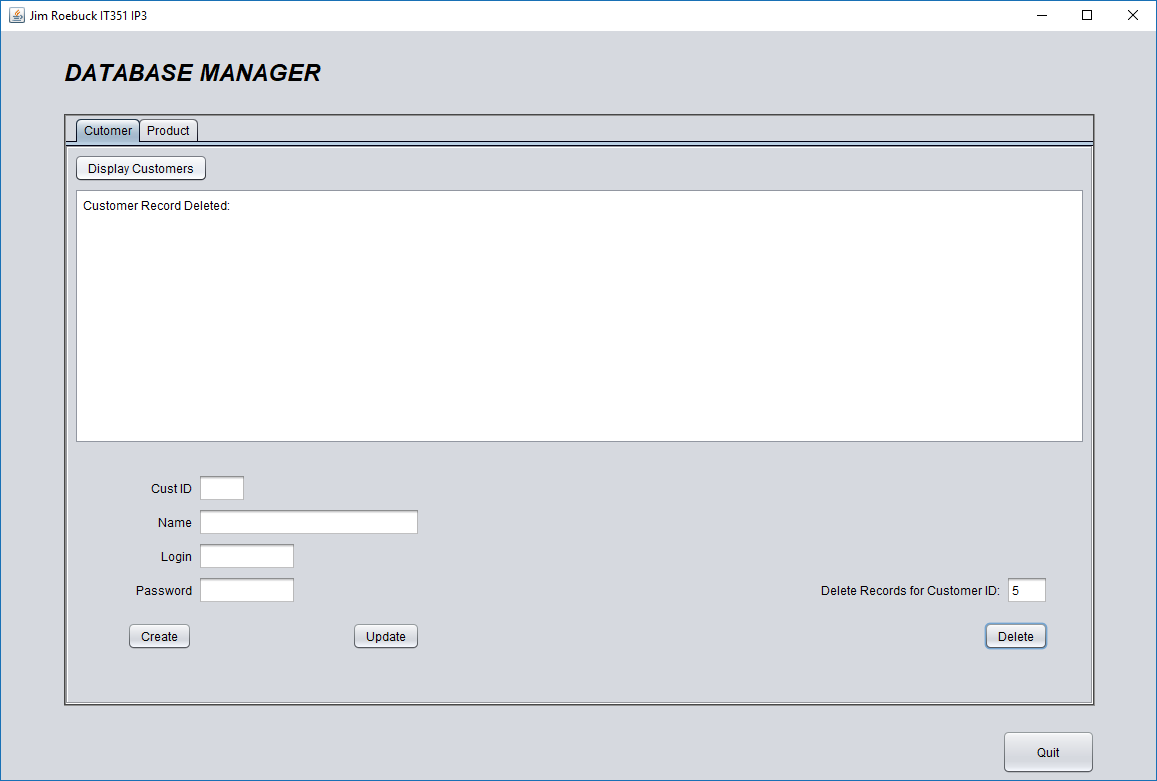 Jim Roebuck IT351 IP3
DATABASE MANAGER
Cutomer Product
Display Customers
Customer Record Deleted:
Cust ID
Name
Login
Password Delete Records for Customer ID: 5
Create Update Delete
Quit